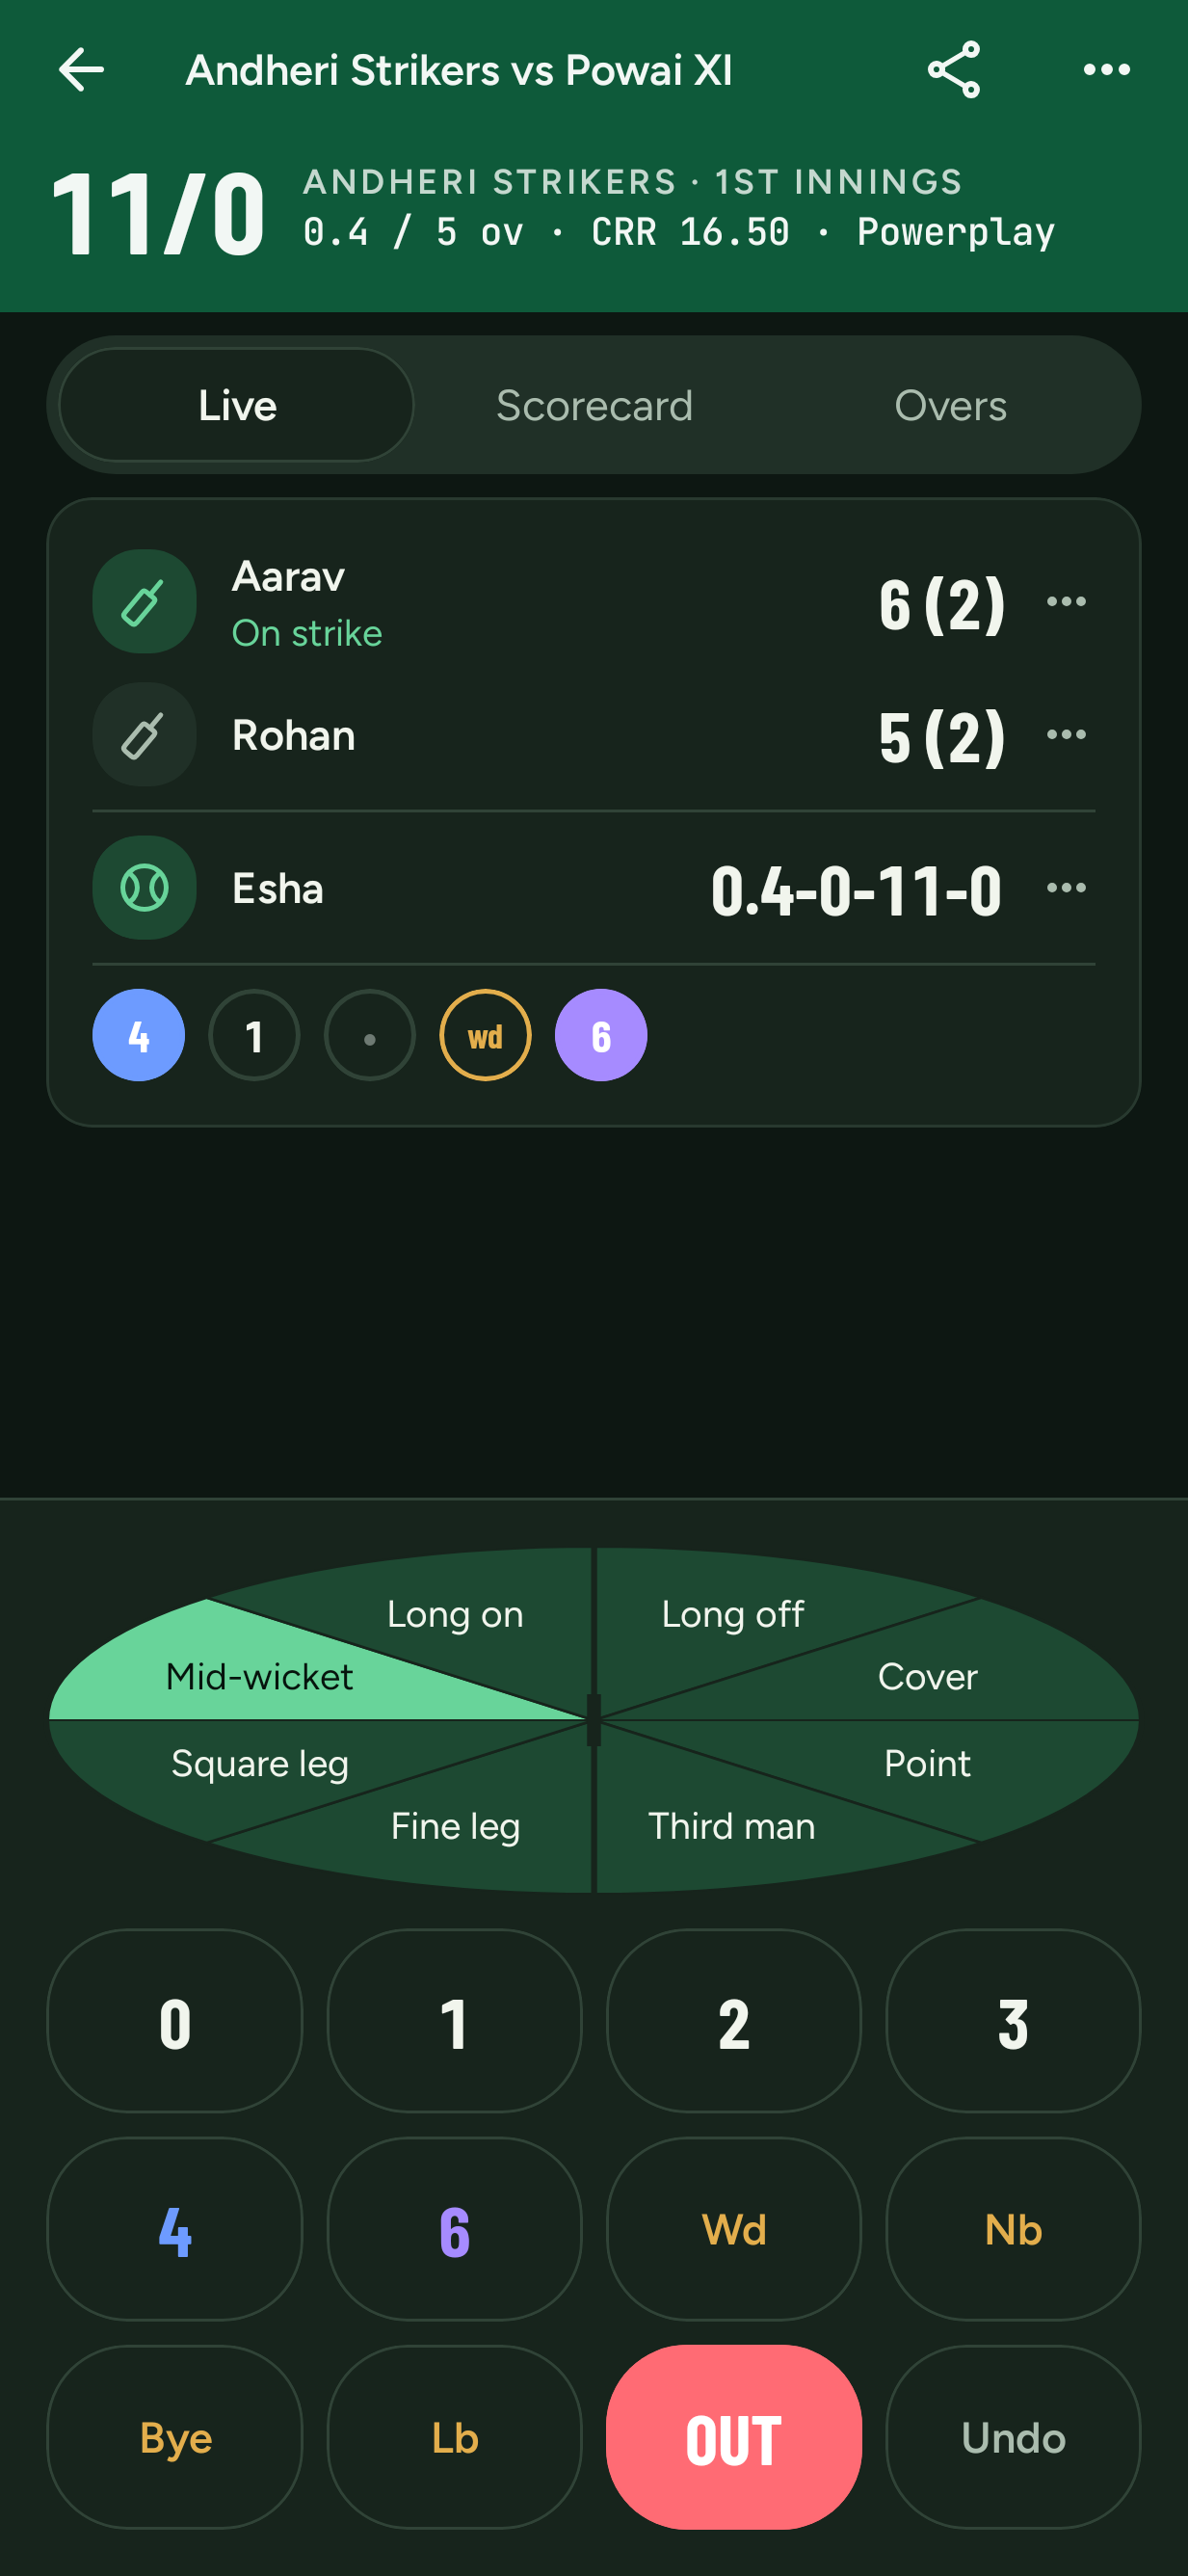 Andheri Strikers vs Powai XI
11/0
ANDHERI STRIKERS · 1ST INNINGS
0.4 / 5 ov · CRR 16.50 · Powerplay
Live Scorecard Overs
Aarav
On strike
6 (2)
Rohan 5 (2)
Esha 0.4-0-11-0
4 1 • wd 6
Long on Long off
Mid-wicket Cover
Square leg Point
Fine leg Third man
0 1 2 3
4 6 Wd Nb
Bye Lb OUT Undo